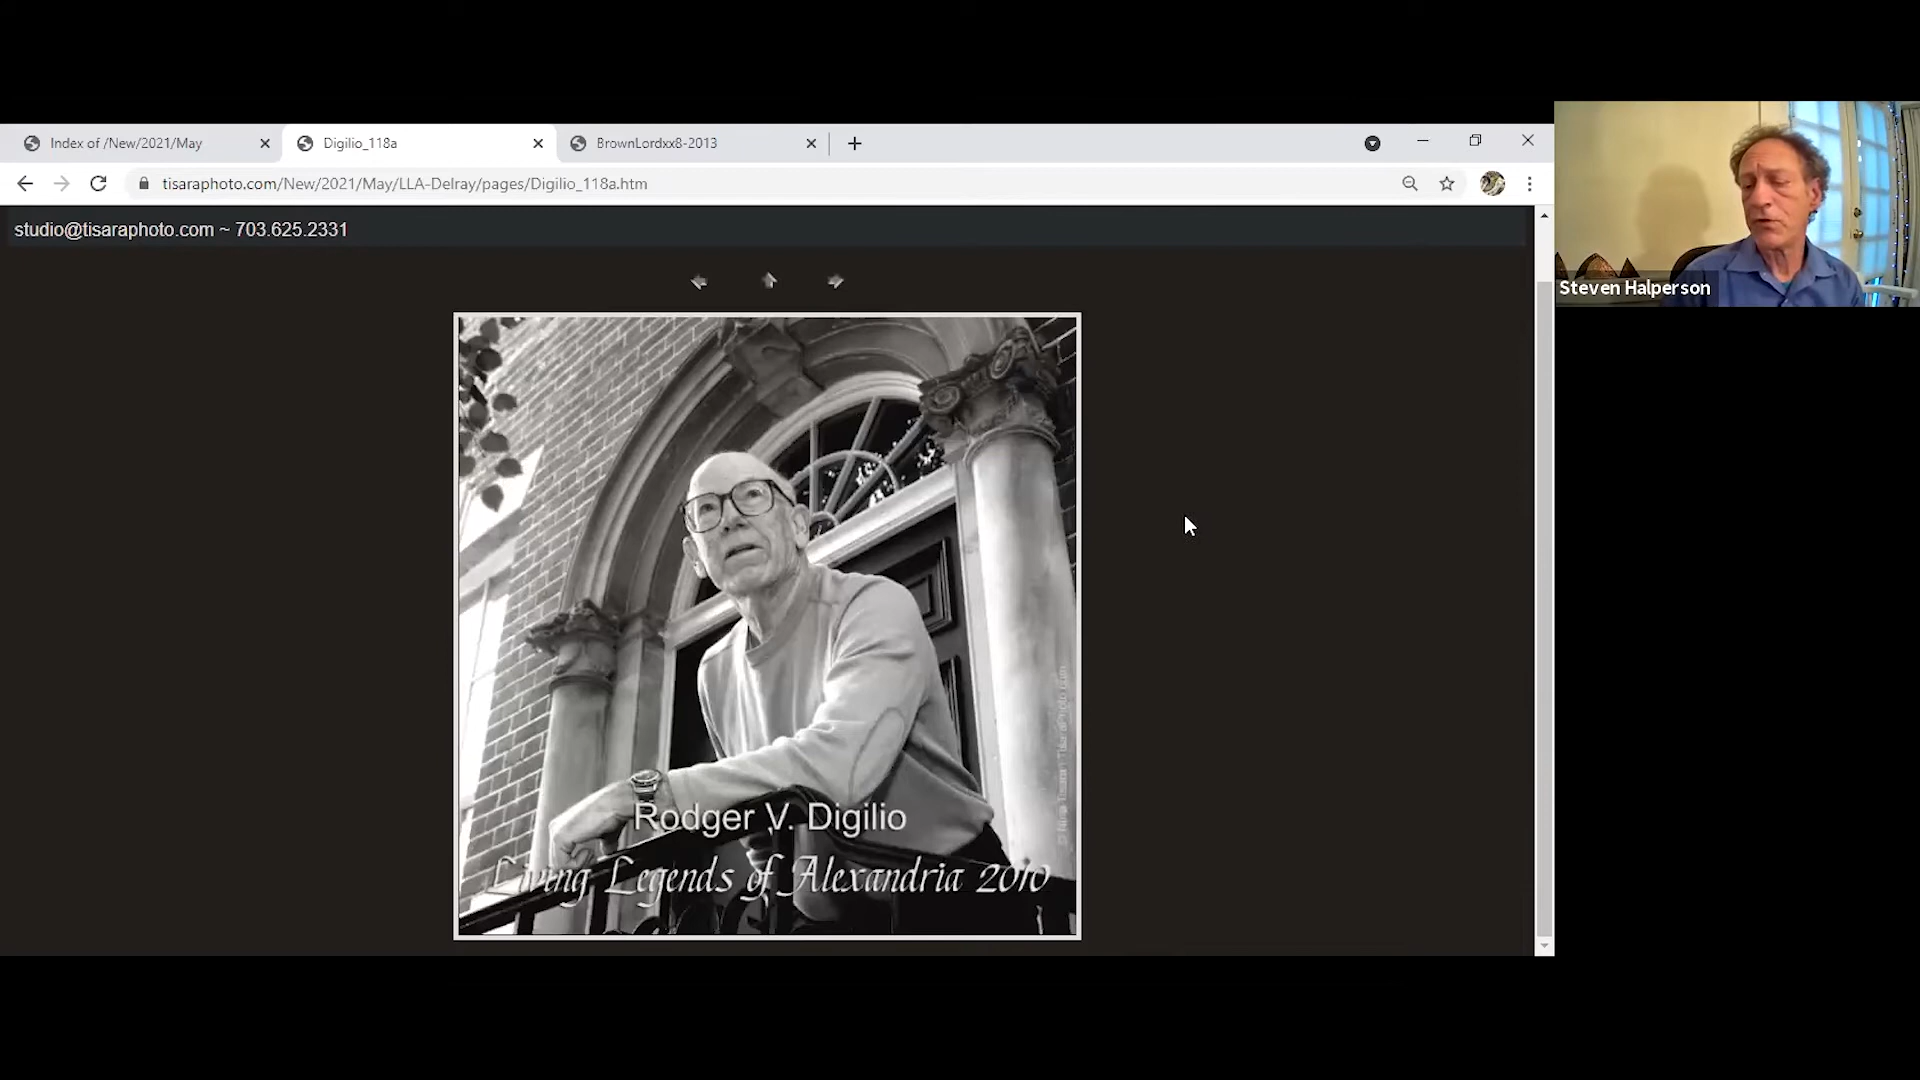 Index of /New/2021/May
Digilio_118a
BrownLordxx8-2013
tisaraphoto.com/New/2021/May/LLA-Delray/pages/Digilio_118a.htm
studio@tisaraphoto.com ~ 703.625.2331
Steven Halperson
Rodger V. Digilio
Living Legends of Alexandria 2010